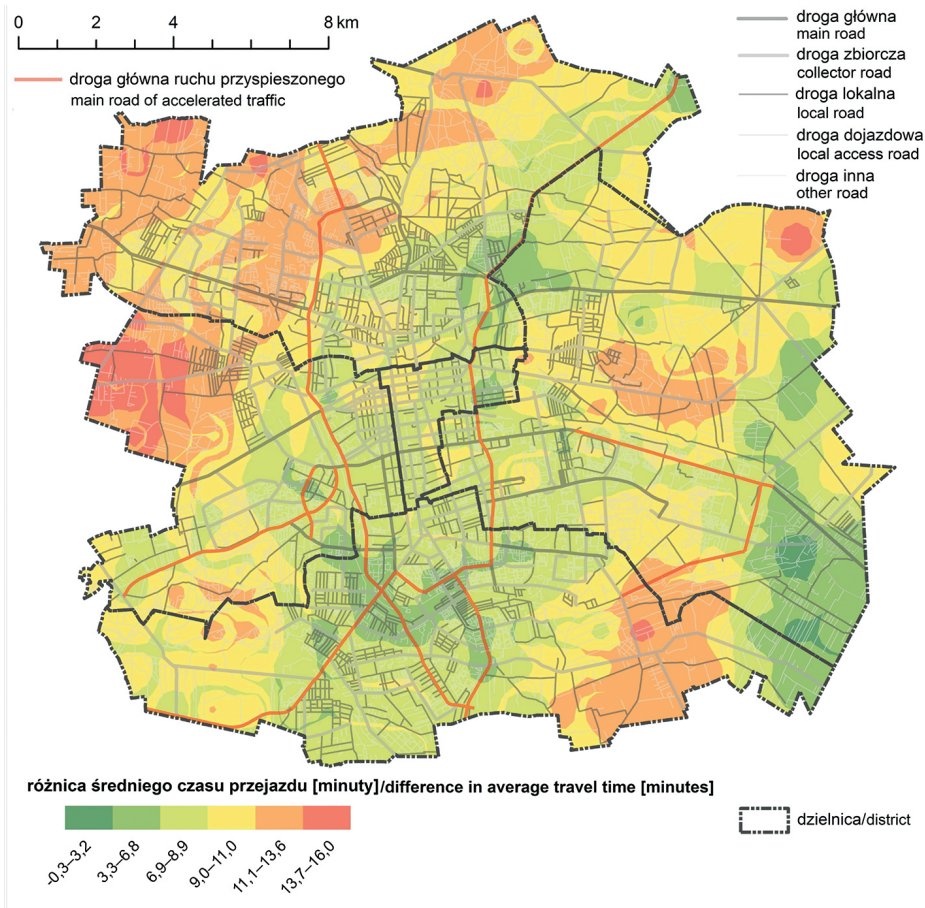 0 2 4 8 km
droga główna ruchu przyspieszonego
main road of accelerated traffic
droga główna
main road
droga zbiorcza
collector road
droga lokalna
local road
droga dojazdowa
local access road
droga inna
other road
różnica średniego czasu przejazdu [minuty]/difference in average travel time [minutes]
-0,3–3,2
3,3–6,8
6,9–8,9
9,0–11,0
11,1–13,6
13,7–16,0
dzielnica/district